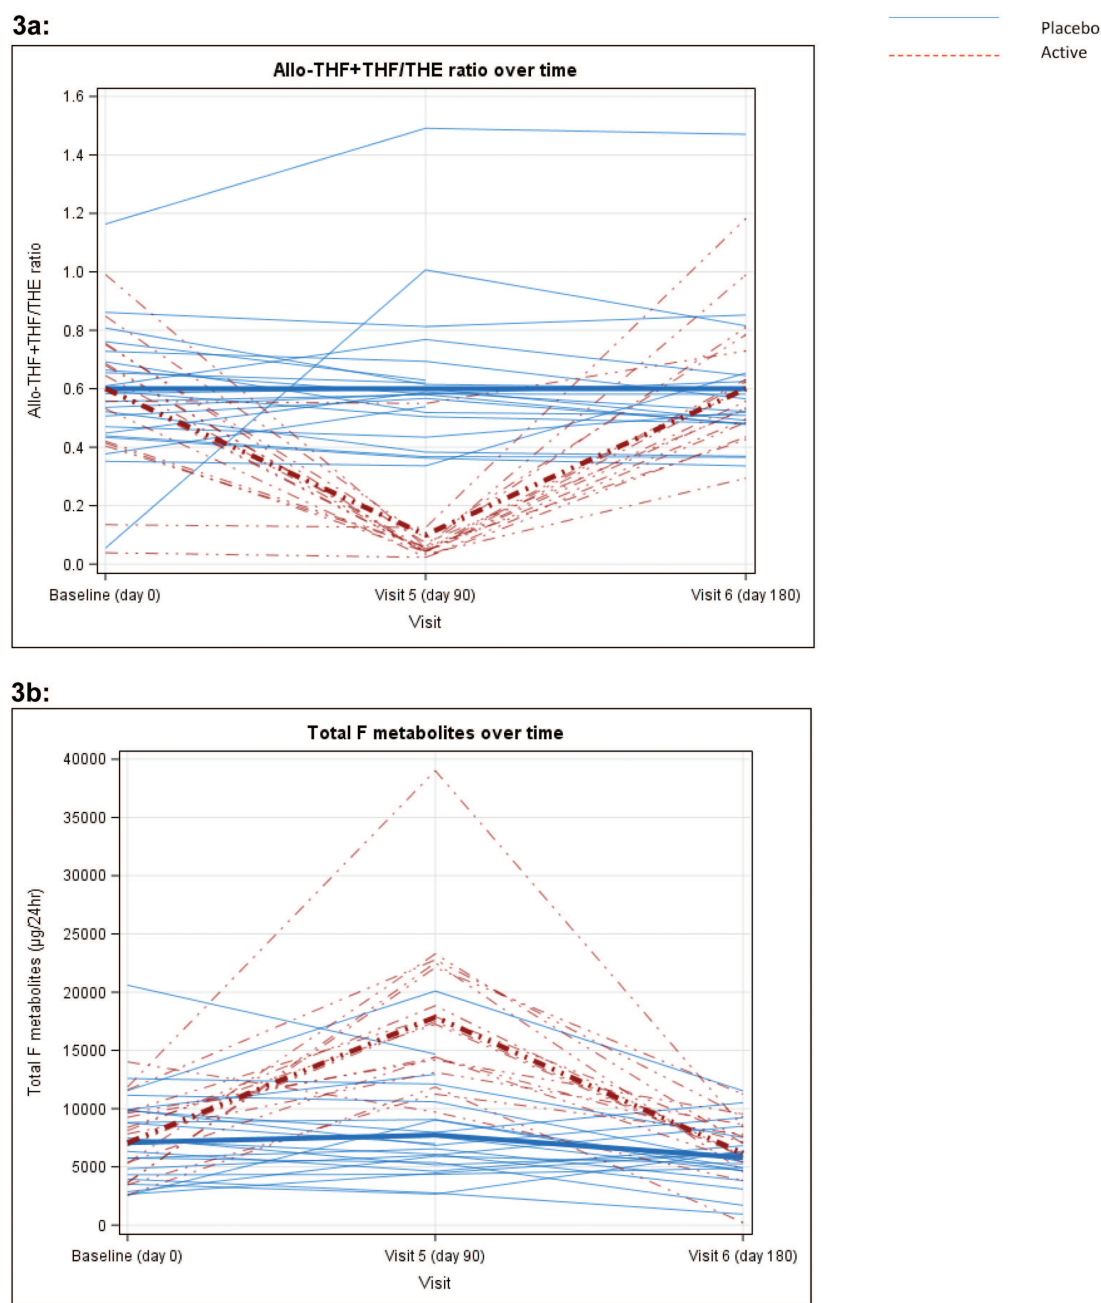 3a:
Placebo
Active
Allo-THF+THF/THE ratio over time
Allo-THF+THF/THE ratio
1.6
1.4
1.2
1.0
0.8
0.6
0.4
0.2
0.0
Baseline (day 0) Visit 5 (day 90) Visit 6 (day 180)
Visit
3b:
Total F metabolites over time
Total F metabolites (µg/24hr)
40000
35000
30000
25000
20000
15000
10000
5000
0
Baseline (day 0) Visit 5 (day 90) Visit 6 (day 180)
Visit